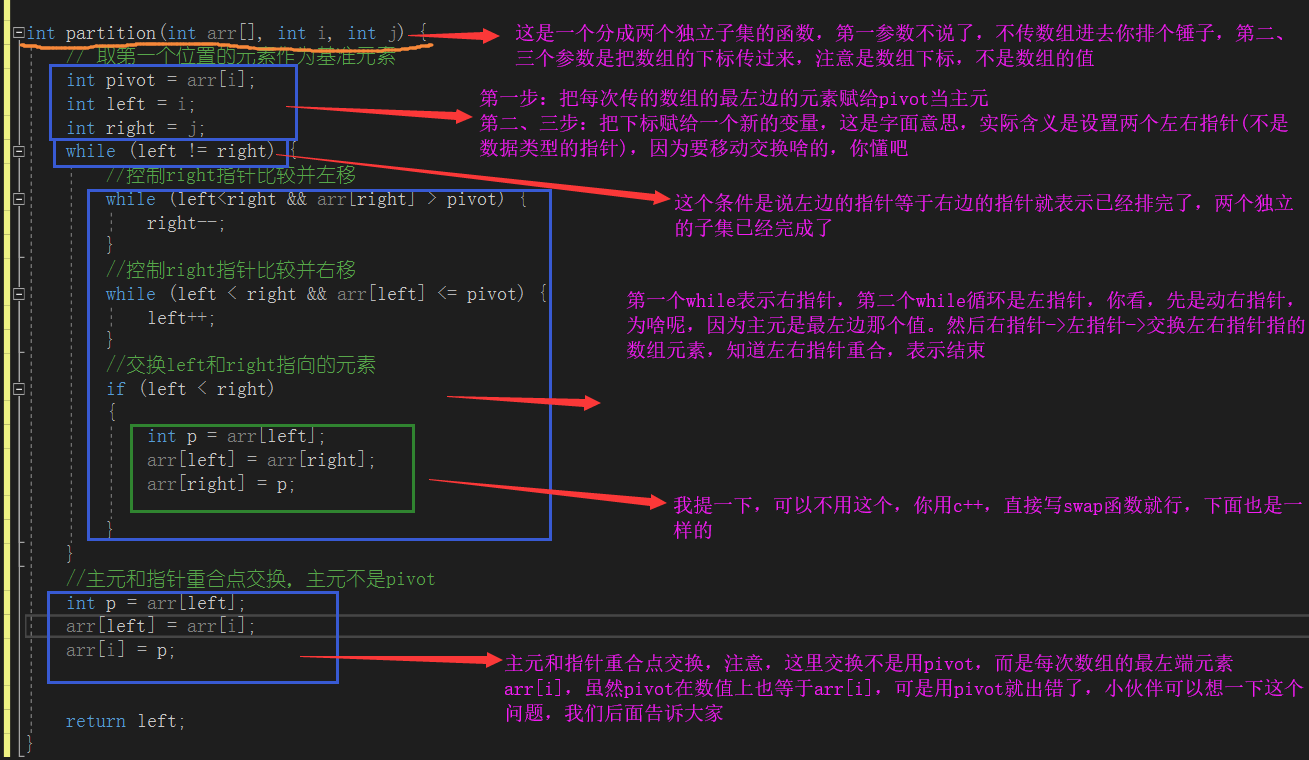 int partition(int arr[], int i, int j) {
这是一个分成两个独立子集的函数，第一参数不说了，不传数组进去你排个锤子，第二、
三个参数是把数组的下标传过来，注意是数组下标，不是数组的值
// 取第一个位置的元素作为基准元素
int pivot = arr[i];
int left = i;
int right = j;
第一步：把每次传的数组的最左边的元素赋给pivot当主元
第二、三步：把下标赋给一个新的变量，这是字面意思，实际含义是设置两个左右指针(不是
数据类型的指针)，因为要移动交换啥的，你懂吧
while (left != right) {
//控制right指针比较并左移
while (left<right && arr[right] > pivot) {
right--;
}
这个条件是说左边的指针等于右边的指针就表示已经排完了，两个独立
的子集已经完成了
//控制right指针比较并右移
while (left < right && arr[left] <= pivot) {
left++;
}
第一个while表示右指针，第二个while循环是左指针，你看，先是动右指针，
为啥呢，因为主元是最左边那个值。然后右指针->左指针->交换左右指针指的
数组元素，知道左右指针重合，表示结束
//交换left和right指向的元素
if (left < right)
{
int p = arr[left];
arr[left] = arr[right];
arr[right] = p;
}
我提一下，可以不用这个，你用c++，直接写swap函数就行，下面也是一
样的
}
//主元和指针重合点交换，主元不是pivot
int p = arr[left];
arr[left] = arr[i];
arr[i] = p;
主元和指针重合点交换，注意，这里交换不是用pivot，而是每次数组的最左端元素
arr[i]，虽然pivot在数值上也等于arr[i]，可是用pivot就出错了，小伙伴可以想一下这个
问题，我们后面告诉大家
return left;
}